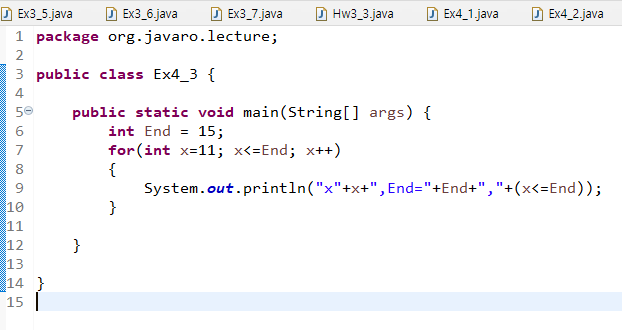 Ex3_5.java Ex3_6.java Ex3_7.java Hw3_3.java Ex4_1.java Ex4_2.java
1 package org.javaro.lecture;
2
3 public class Ex4_3 {
4
5 public static void main(String[] args) {
6 int End = 15;
7 for(int x=11; x<=End; x++)
8 {
9 System.out.println("x"+x+",End="+End+","+(x<=End));
10 }
11
12 }
13
14 }
15